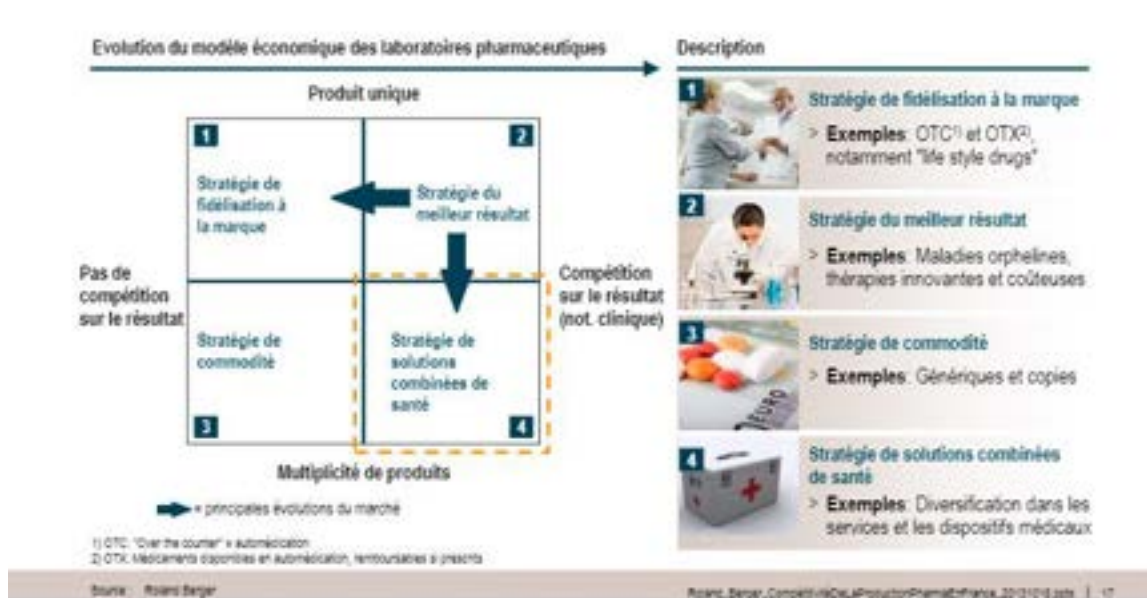 Evolution du modèle économique des laboratoires pharmaceutiques
Produit unique
1
2
Stratégie de
fidélisation à
la marque
Stratégie du
meilleur résultat
Pas de
compétition
sur le résultat
Compétition
sur le résultat
(not. clinique)
Stratégie de
commodité
Stratégie de
solutions
combinées de
santé
3
4
Multiplicité de produits
= principales évolutions du marché
1) OTC: "Over the counter" = automédication
2) OTX: Médicaments disponibles en automédication, remboursables si prescrits
Description
1
Stratégie de fidélisation à la marque
> Exemples: OTC1) et OTX2),
notamment "life style drugs"
2
Stratégie du meilleur résultat
> Exemples: Maladies orphelines,
thérapies innovantes et coûteuses
3
Stratégie de commodité
> Exemples: Génériques et copies
EURO
4
Stratégie de solutions combinées
de santé
> Exemples: Diversification dans les
services et les dispositifs médicaux
Source: Roland Berger
Roland_Berger_CompétitivitéDeLaProductionPharmaEnFrance_20131018.pptx | 17